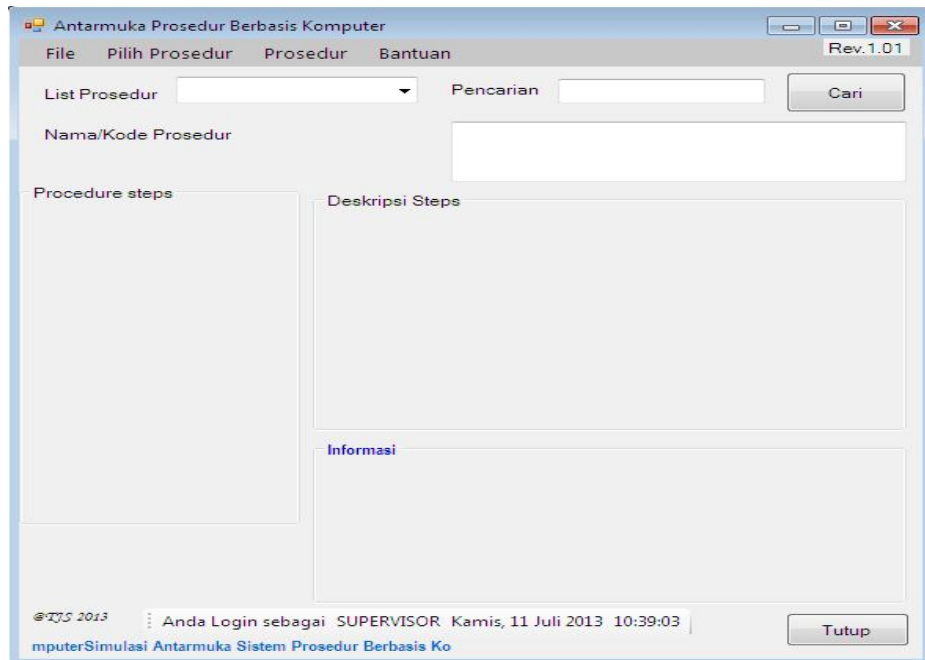 Antarmuka Prosedur Berbasis Komputer
File Pilih Prosedur Prosedur Bantuan Rev.1.01
List Prosedur Pencarian Cari
Nama/Kode Prosedur
Procedure steps
Deskripsi Steps
Informasi
@TJS 2013
Anda Login sebagai SUPERVISOR Kamis, 11 Juli 2013 10:39:03
Tutup
mputerSimulasi Antarmuka Sistem Prosedur Berbasis Ko